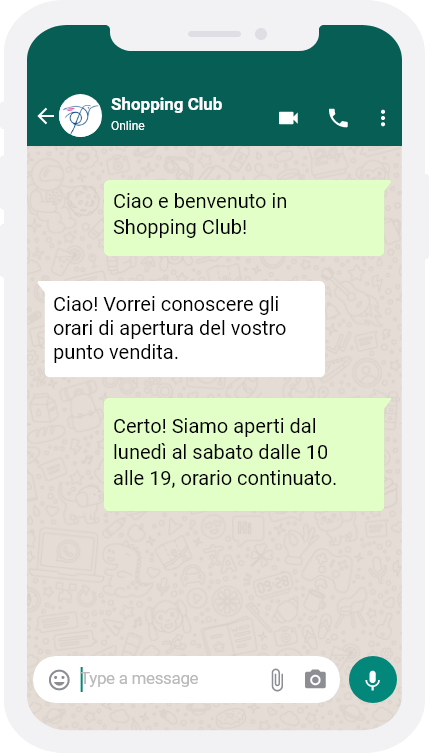 Shopping Club
Online
Ciao e benvenuto in
Shopping Club!
Ciao! Vorrei conoscere gli
orari di apertura del vostro
punto vendita.
Certo! Siamo aperti dal
lunedì al sabato dalle 10
alle 19, orario continuato.
Type a message